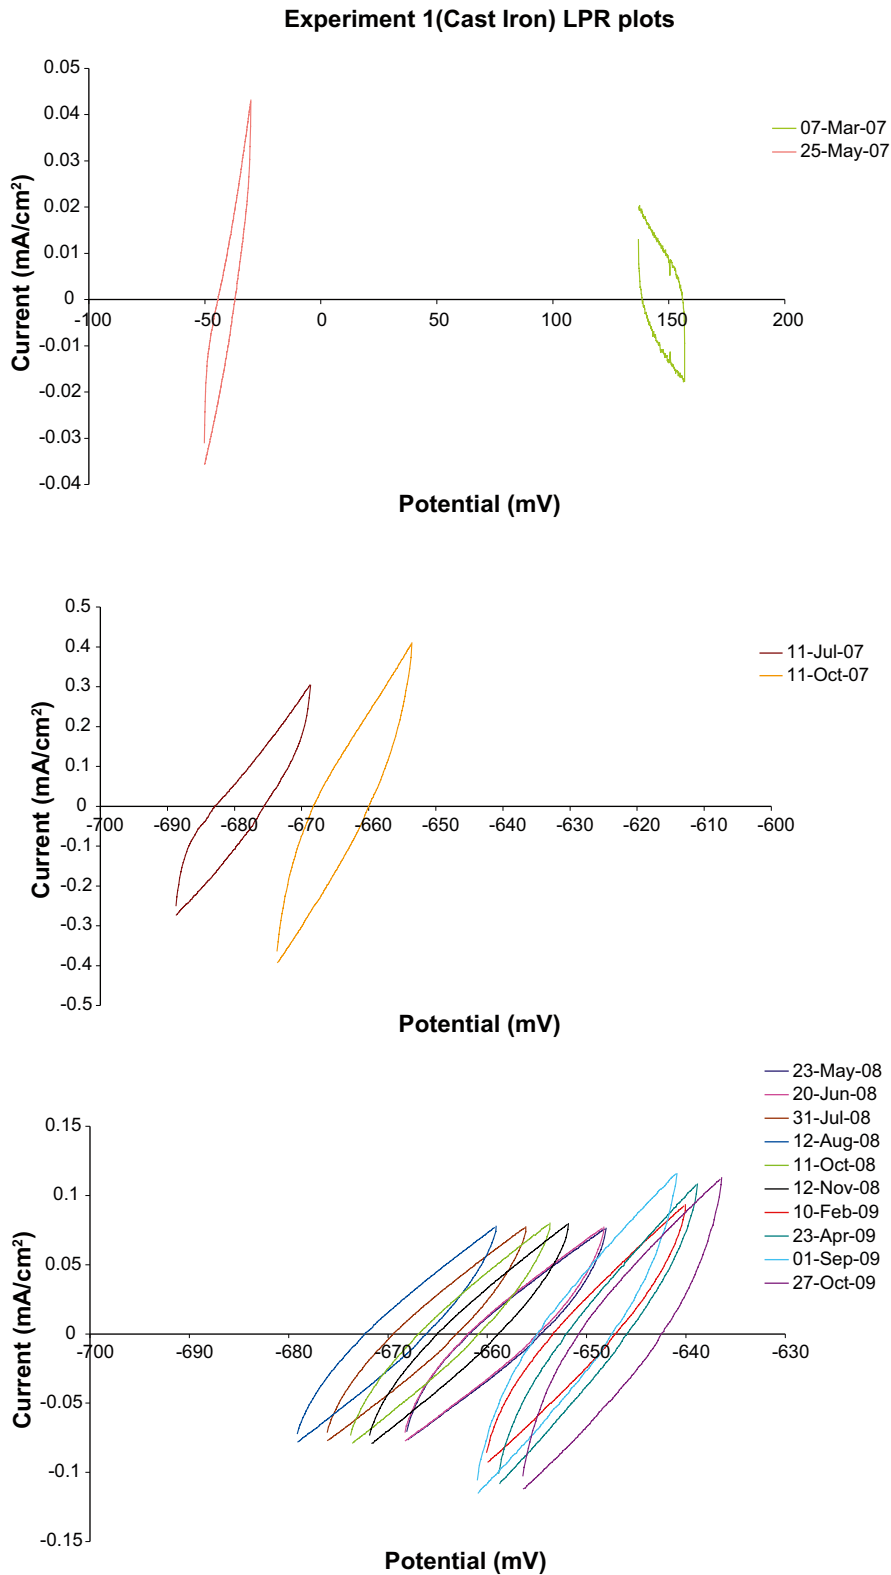 Experiment 1(Cast Iron) LPR plots
0.05
0.04
0.03
0.02
0.01
0
-0.01
-0.02
-0.03
-0.04
-100 -50 0 50 100 150 200
Current (mA/cm²)
Potential (mV)
07-Mar-07
25-May-07
0.5
0.4
0.3
0.2
0.1
0
-0.1
-0.2
-0.3
-0.4
-0.5
-700 -690 -680 -670 -660 -650 -640 -630 -620 -610 -600
Current (mA/cm²)
Potential (mV)
11-Jul-07
11-Oct-07
23-May-08
20-Jun-08
31-Jul-08
12-Aug-08
11-Oct-08
12-Nov-08
10-Feb-09
23-Apr-09
01-Sep-09
27-Oct-09
0.15
0.1
0.05
0
-0.05
-0.1
-0.15
-700 -690 -680 -670 -660 -650 -640 -630
Current (mA/cm²)
Potential (mV)